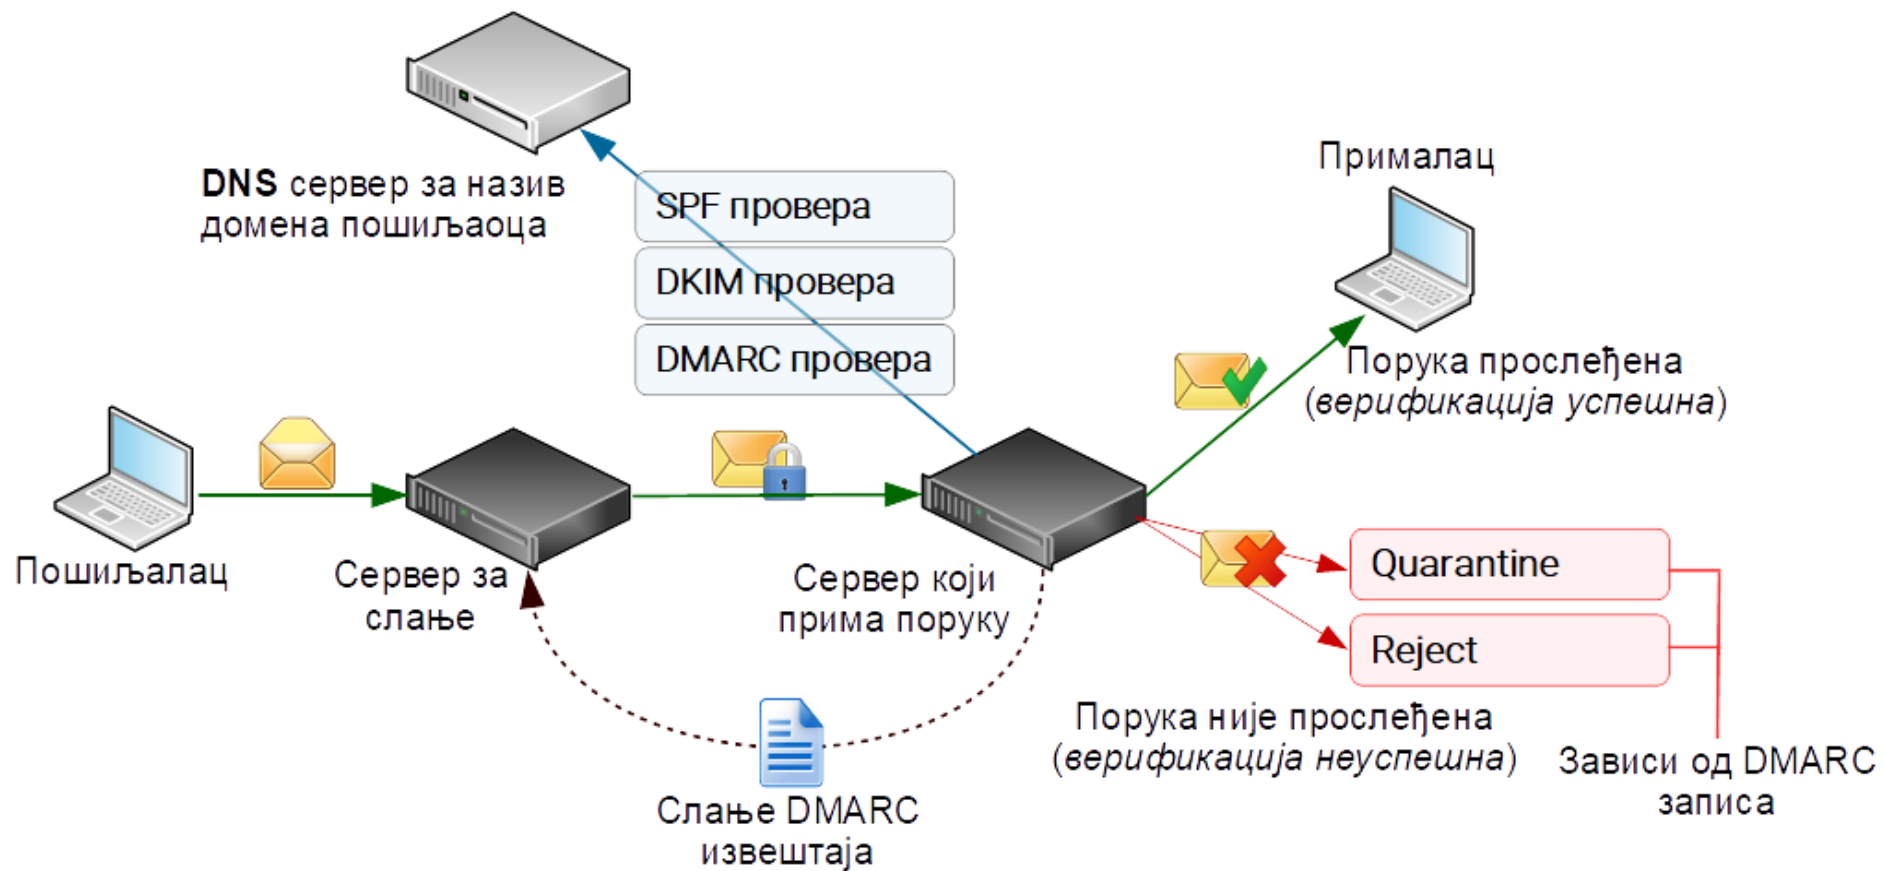 DNS сервер за назив
домена пошиљаоца
SPF провера
DKIM провера
DMARC провера
Прималац
Порука прослеђена
(верификација успешна)
Пошиљалац
Сервер за
слање
Сервер који
прима поруку
Quarantine
Reject
Порука није прослеђена
(верификација неуспешна)
Зависи од DMARC
записа
Слање DMARC
извештаја